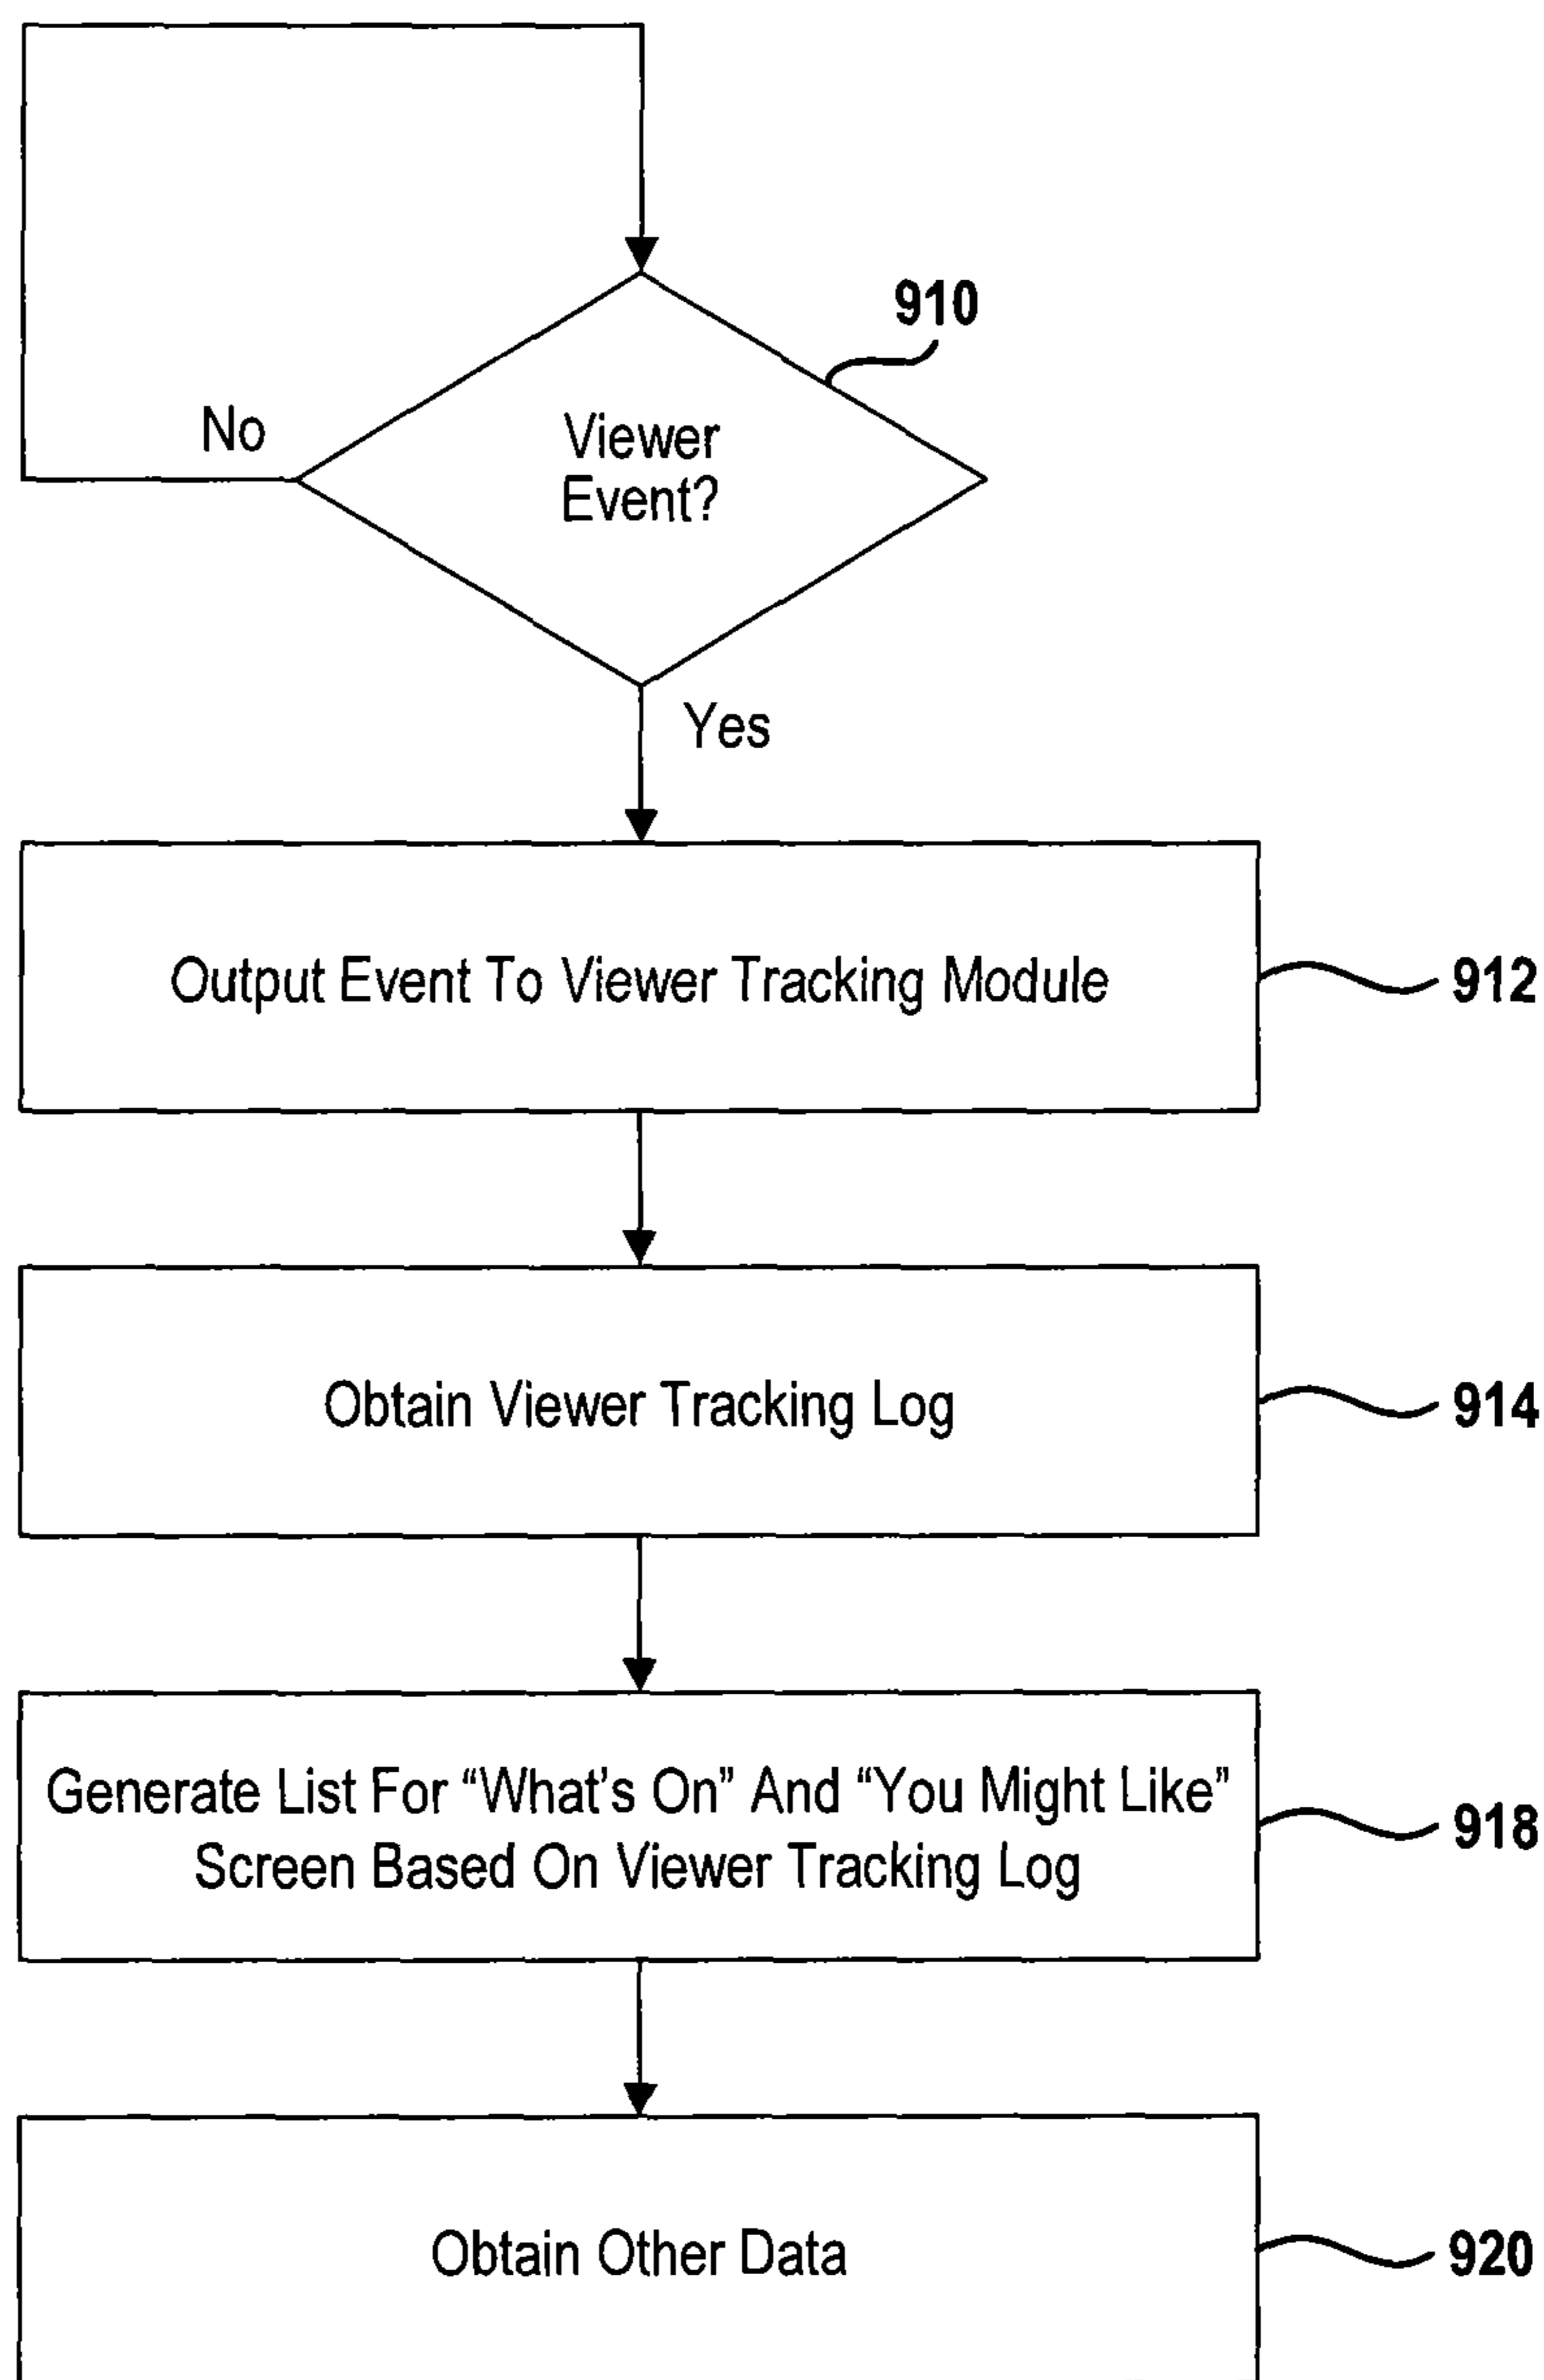 910
No
Viewer
Event?
Yes
Output Event To Viewer Tracking Module
912
Obtain Viewer Tracking Log
914
Generate List For “What’s On” And “You Might Like”
Screen Based On Viewer Tracking Log
918
Obtain Other Data
920